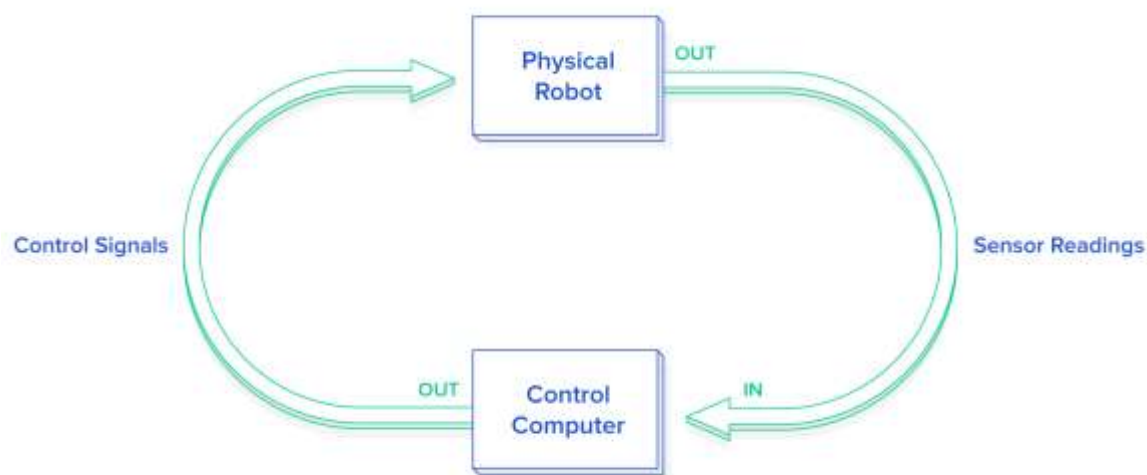 Physical
Robot
OUT
Control Signals
Sensor Readings
OUT
Control
Computer
IN